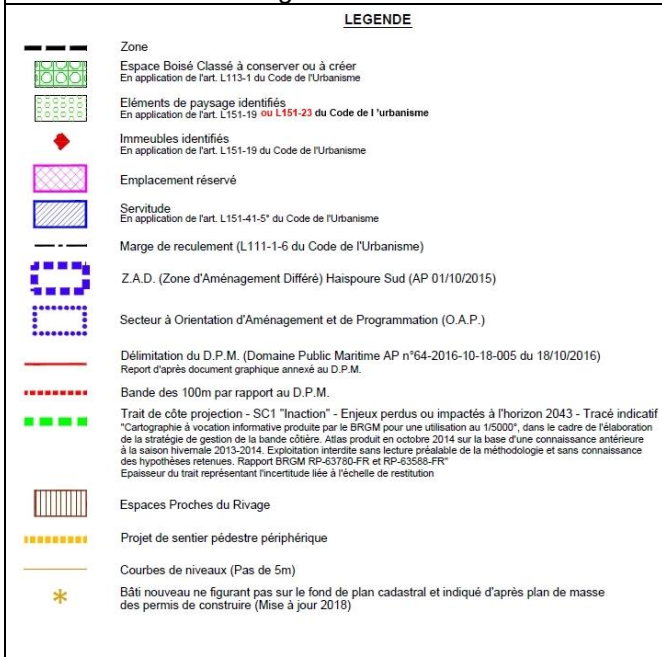 LEGENDE
Zone
Espace Boisé Classé à conserver ou à créer
En application de l'art. L113-1 du Code de l'Urbanisme
Eléments de paysage identifiés
En application de l'art. L151-19 ou L151-23 du Code de l 'urbanisme
Immeubles identifiés
En application de l'art. L151-19 du Code de l'Urbanisme
Emplacement réservé
Servitude
En application de l'art. L151-41-5° du Code de l'Urbanisme
Marge de reculement (L111-1-6 du Code de l'Urbanisme)
Z.A.D. (Zone d'Aménagement Différé) Haispoure Sud (AP 01/10/2015)
Secteur à Orientation d'Aménagement et de Programmation (O.A.P.)
Délimitation du D.P.M. (Domaine Public Maritime AP n°64-2016-10-18-005 du 18/10/2016)
Report d'après document graphique annexé au D.P.M.
Bande des 100m par rapport au D.P.M.
Trait de côte projection - SC1 "Inaction" - Enjeux perdus ou impactés à l'horizon 2043 - Tracé indicatif
"Cartographie à vocation informative produite par le BRGM pour une utilisation au 1/5000°, dans le cadre de l'élaboration
de la stratégie de gestion de la bande côtière. Atlas produit en octobre 2014 sur la base d'une connaissance antérieure
à la saison hivernale 2013-2014. Exploitation interdite sans lecture préalable de la méthodologie et sans connaissance
des hypothèses retenues. Rapport BRGM RP-63780-FR et RP-63588-FR"
Epaisseur du trait représentant l'incertitude liée à l'échelle de restitution
Espaces Proches du Rivage
Projet de sentier pédestre périphérique
Courbes de niveaux (Pas de 5m)
Bâti nouveau ne figurant pas sur le fond de plan cadastral et indiqué d'après plan de masse
des permis de construire (Mise à jour 2018)